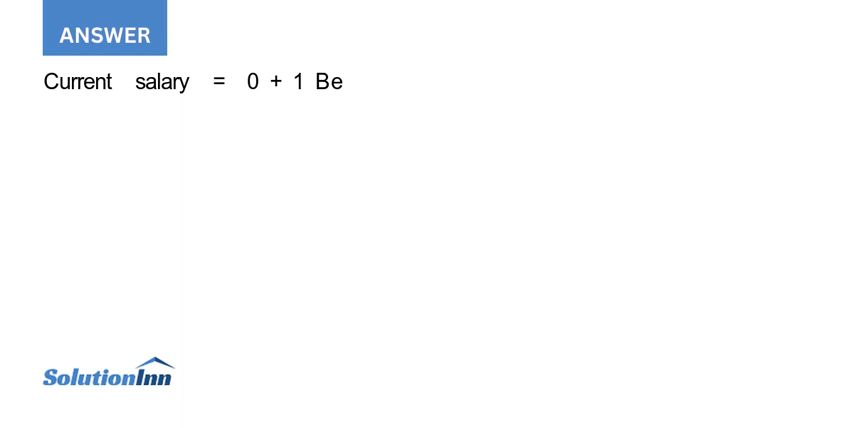 ANSWER
Current salary = 0 + 1 Be
SolutionInn